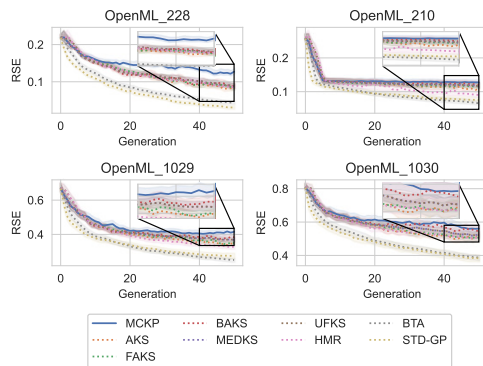 OpenML_228
OpenML_210
RSE
0.2
0.1
0 20 40
Generation
RSE
0.2
0.1
0 20 40
Generation
OpenML_1029
OpenML_1030
RSE
0.6
0.4
0 20 40
Generation
RSE
0.8
0.6
0.4
0 20 40
Generation
MCKP BAKS UFKS BTA
AKS MEDKS HMR STD-GP
FAKS